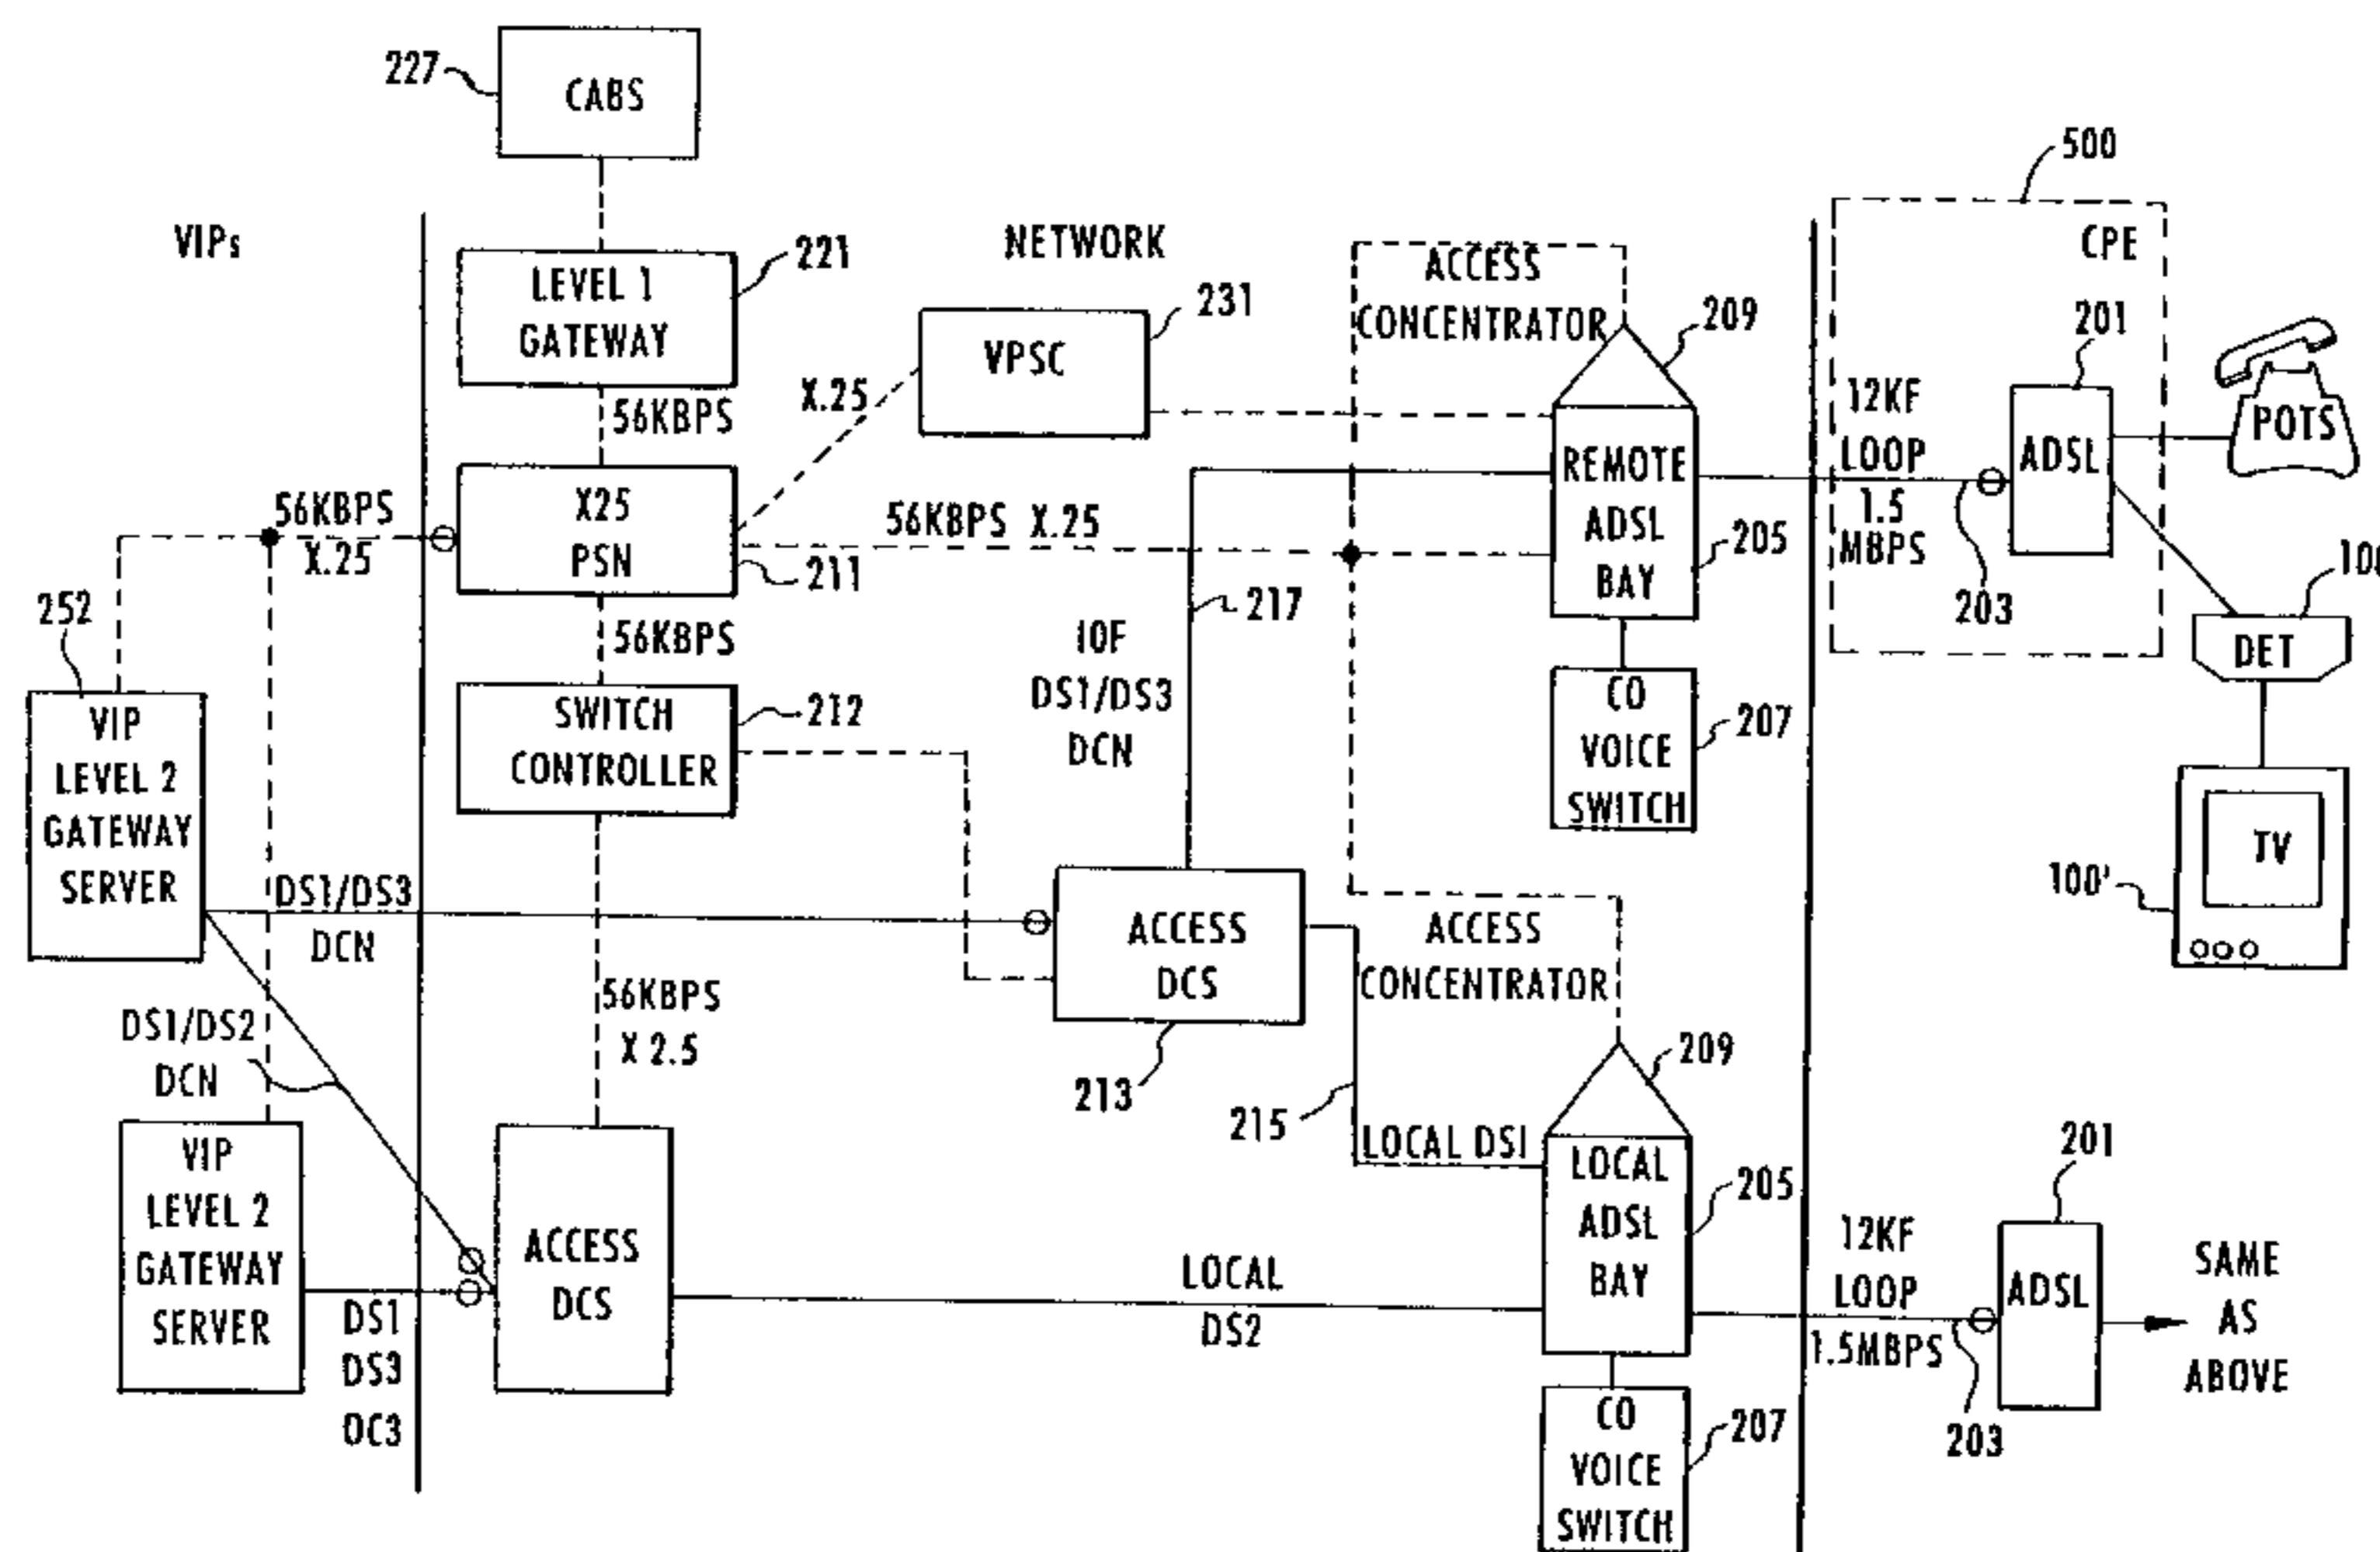 227
CABS
500
VIPs
NETWORK
CPE
LEVEL 1
GATEWAY
221
VPSC
231
ACCESS
CONCENTRATOR
209
201
56KBPS
X.25
12KF
LOOP
1.5
MBPS
ADSL
POTS
56KBPS
X.25
X25
PSN
211
56KBPS X.25
REMOTE
ADSL
BAY
205
203
DET
252
56KBPS
217
IOF
DS1/DS3
DCN
VIP
LEVEL 2
GATEWAY
SERVER
SWITCH
CONTROLLER
212
CO
VOICE
SWITCH
207
TV
100'
DS1/DS3
DCN
ACCESS
DCS
213
ACCESS
CONCENTRATOR
209
DS1/DS2
DCN
56KBPS
X 2.5
215
LOCAL DS1
VIP
LEVEL 2
GATEWAY
SERVER
DS1
DS3
OC3
ACCESS
DCS
LOCAL
DS2
LOCAL
ADSL
BAY
205
12KF
LOOP
1.5MBPS
203
201
ADSL
SAME
AS
ABOVE
CO
VOICE
SWITCH
207